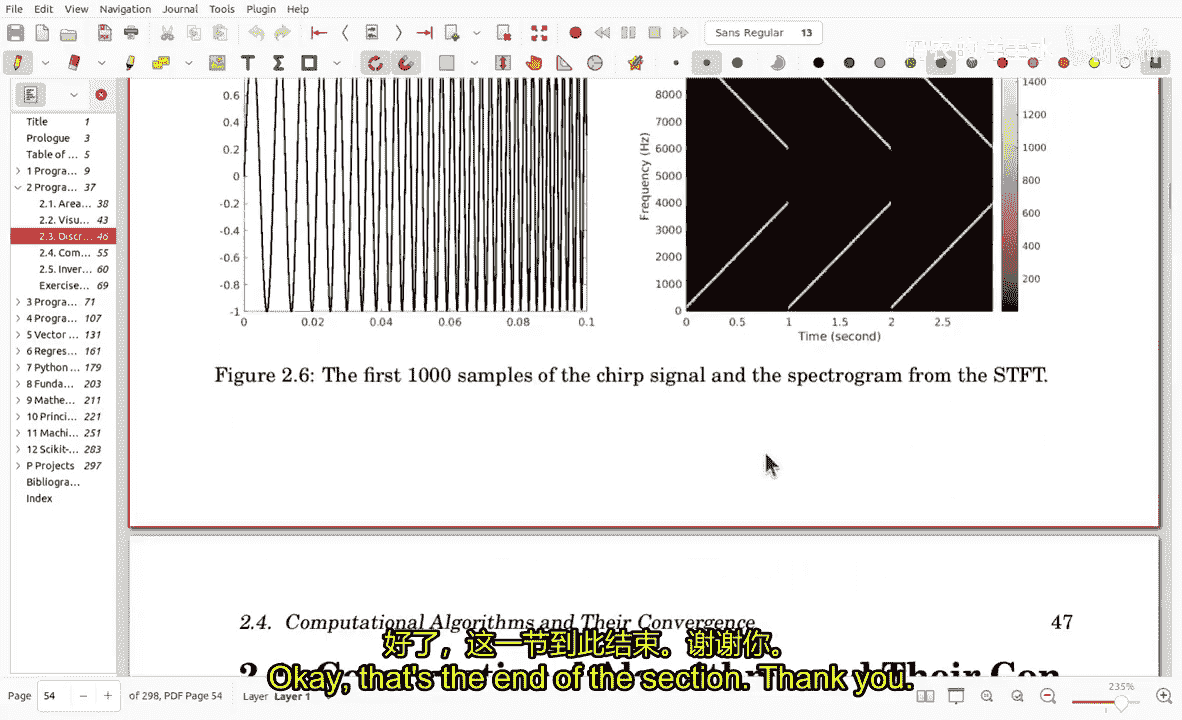 File Edit View Navigation Journal Tools Plugin Help
Sans Regular 13
Title 1
Prologue 3
Table of ... 5
1 Progra... 9
2 Progra... 37
2.1. Area... 38
2.2. Visu... 43
2.3. Discr... 46
2.4. Com... 55
2.5. Inver... 60
Exercise... 69
3 Progra... 71
4 Progra... 107
5 Vector ... 131
6 Regres... 161
7 Python ... 179
8 Funda... 203
9 Mathe... 211
10 Princi... 221
11 Machi... 251
12 Scikit-... 283
P Projects 297
Bibliogra...
Index
0.6
0.4
0.2
0
-0.2
-0.4
-0.6
-0.8
-1
0 0.02 0.04 0.06 0.08 0.1
Frequency (Hz)
8000
7000
6000
5000
4000
3000
2000
1000
0
0 0.5 1 1.5 2 2.5
Time (second)
1400
1200
1000
800
600
400
200
Figure 2.6: The first 1000 samples of the chirp signal and the spectrogram from the STFT.
2.4. Computational Algorithms and Their Convergence 47
好了，这一节到此结束。谢谢你。
Okay, that's the end of the section. Thank you.
Page 54 − + of 298, PDF Page 54 Layer Layer 1 235%